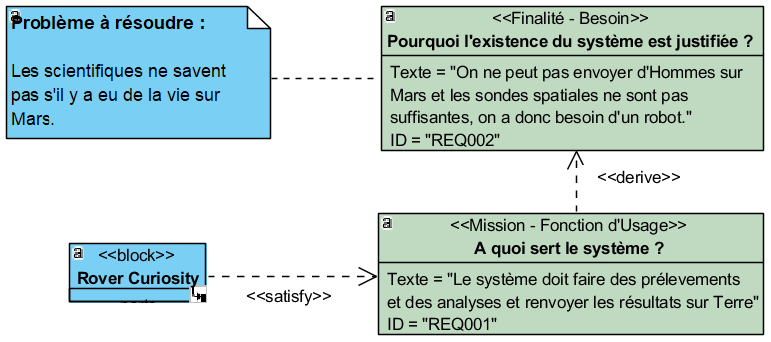 Problème à résoudre :
Les scientifiques ne savent
pas s'il y a eu de la vie sur
Mars.
<<Finalité - Besoin>>
Pourquoi l'existence du système est justifiée ?
Texte = "On ne peut pas envoyer d'Hommes sur
Mars et les sondes spatiales ne sont pas
suffisantes, on a donc besoin d'un robot."
ID = "REQ002"
<<derive>>
<<Mission - Fonction d'Usage>>
A quoi sert le système ?
Texte = "Le système doit faire des prélevements
et des analyses et renvoyer les résultats sur Terre"
ID = "REQ001"
<<block>>
Rover Curiosity
<<satisfy>>